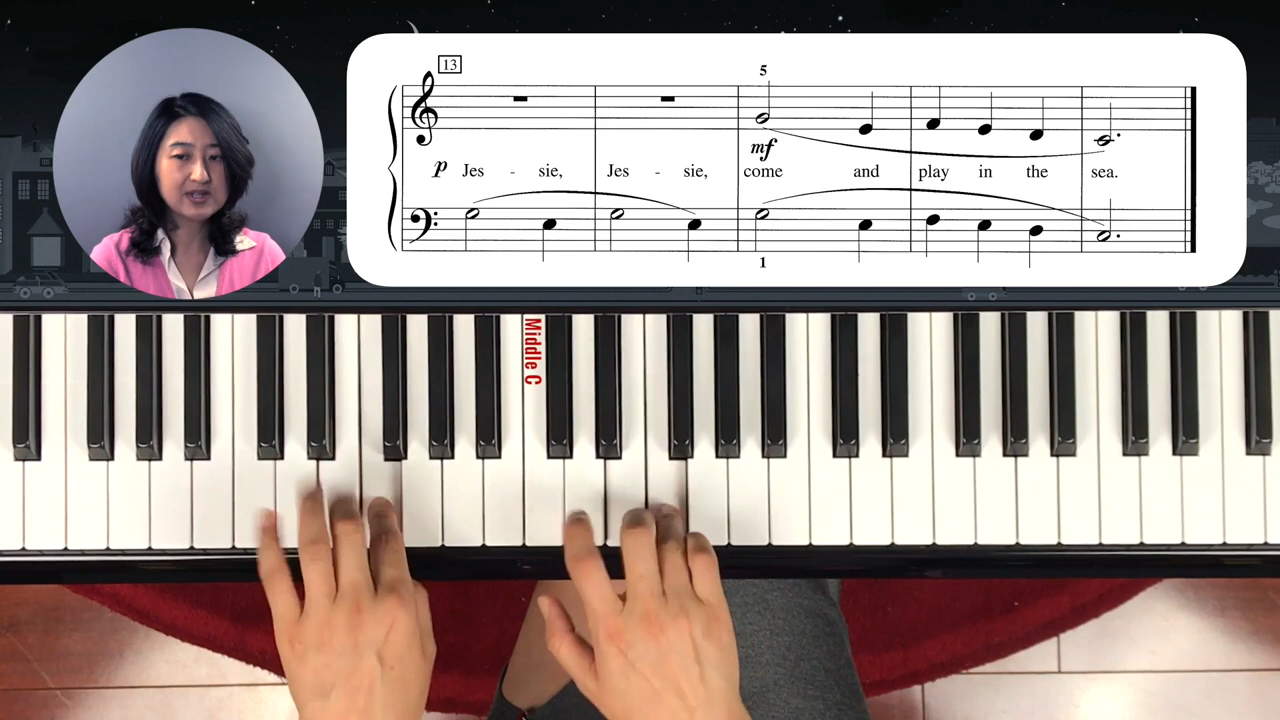 13
5
mf
p Jes - sie, Jes - sie, come and play in the sea.
1
Middle C